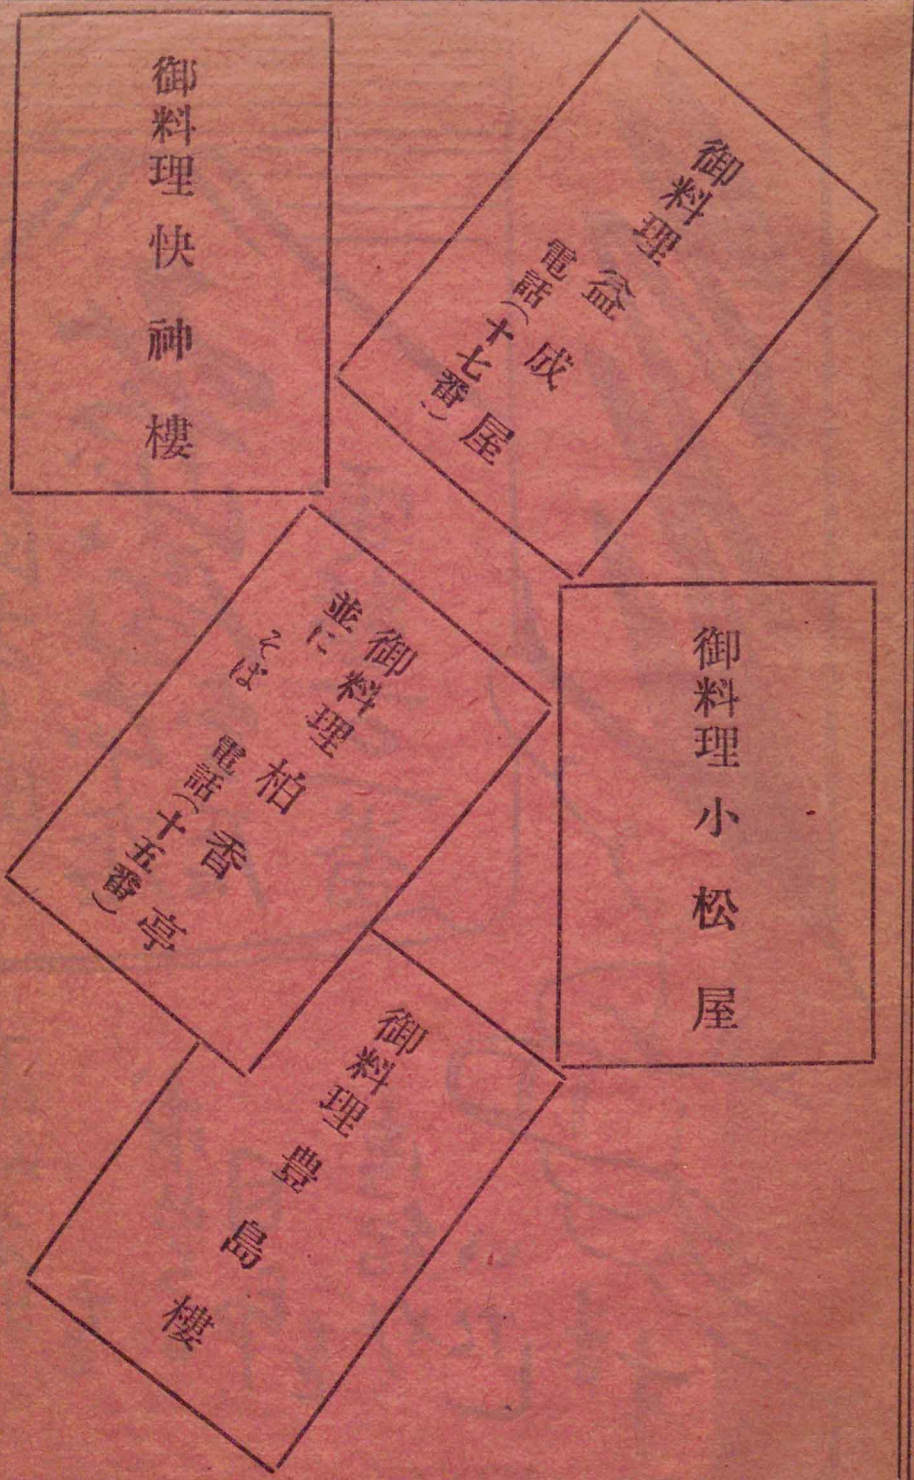 御料理 益成屋
電話(十七番)
御料理 小松屋
御料理 快神樓
御料理 柏香亭
並に
そば
電話(十五番)
御料理 豊島樓